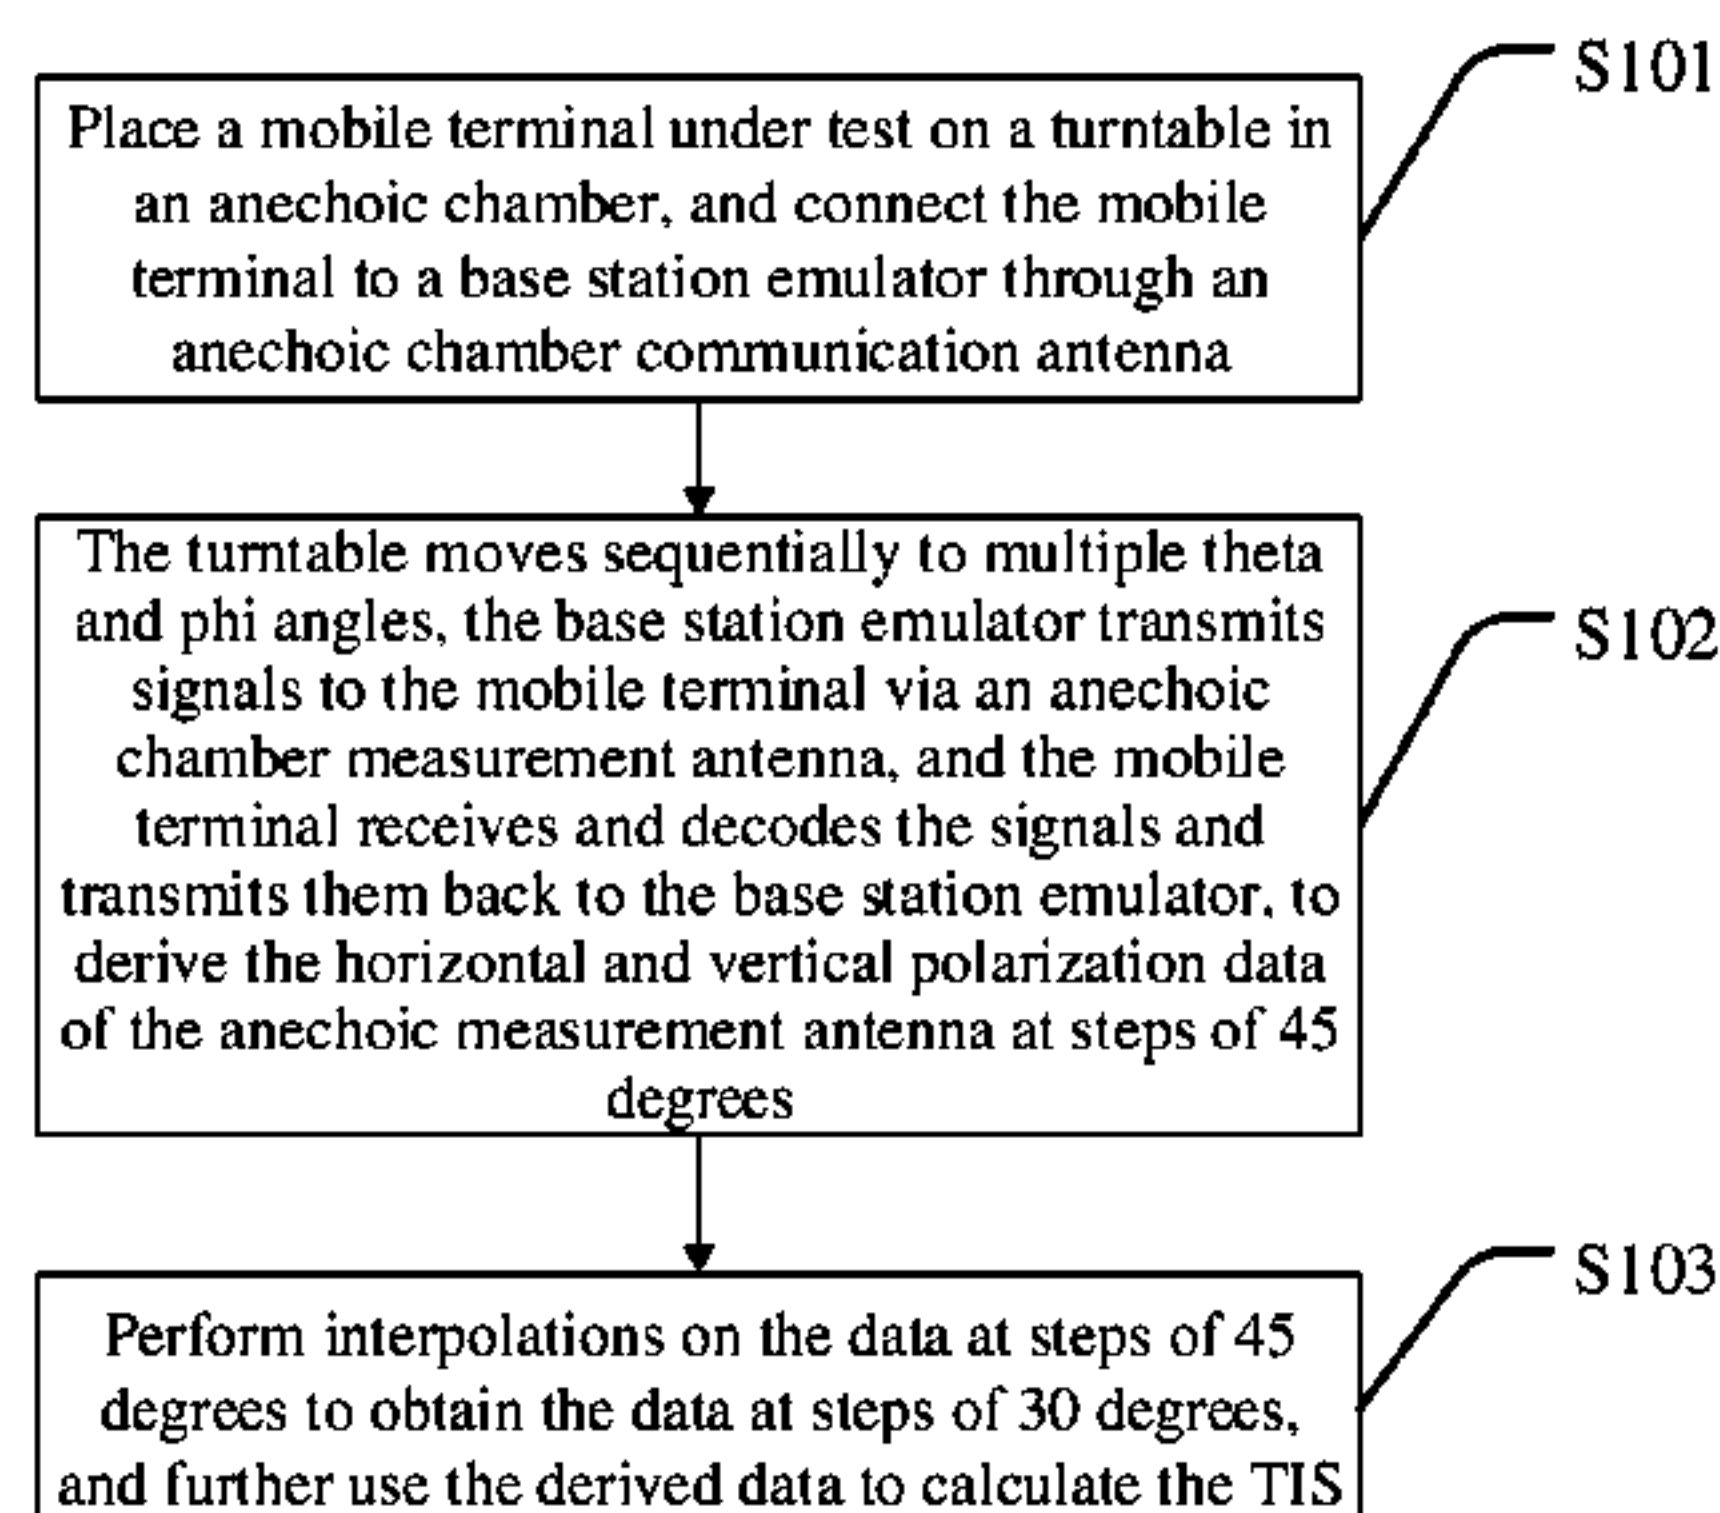 S101
Place a mobile terminal under test on a turntable in
an anechoic chamber, and connect the mobile
terminal to a base station emulator through an
anechoic chamber communication antenna
The turntable moves sequentially to multiple theta
and phi angles, the base station emulator transmits
S102
signals to the mobile terminal via an anechoic
chamber measurement antenna, and the mobile
terminal receives and decodes the signals and
transmits them back to the base station emulator, to
derive the horizontal and vertical polarization data
of the anechoic measurement antenna at steps of 45
degrees
S103
Perform interpolations on the data at steps of 45
degrees to obtain the data at steps of 30 degrees,
and further use the derived data to calculate the TIS